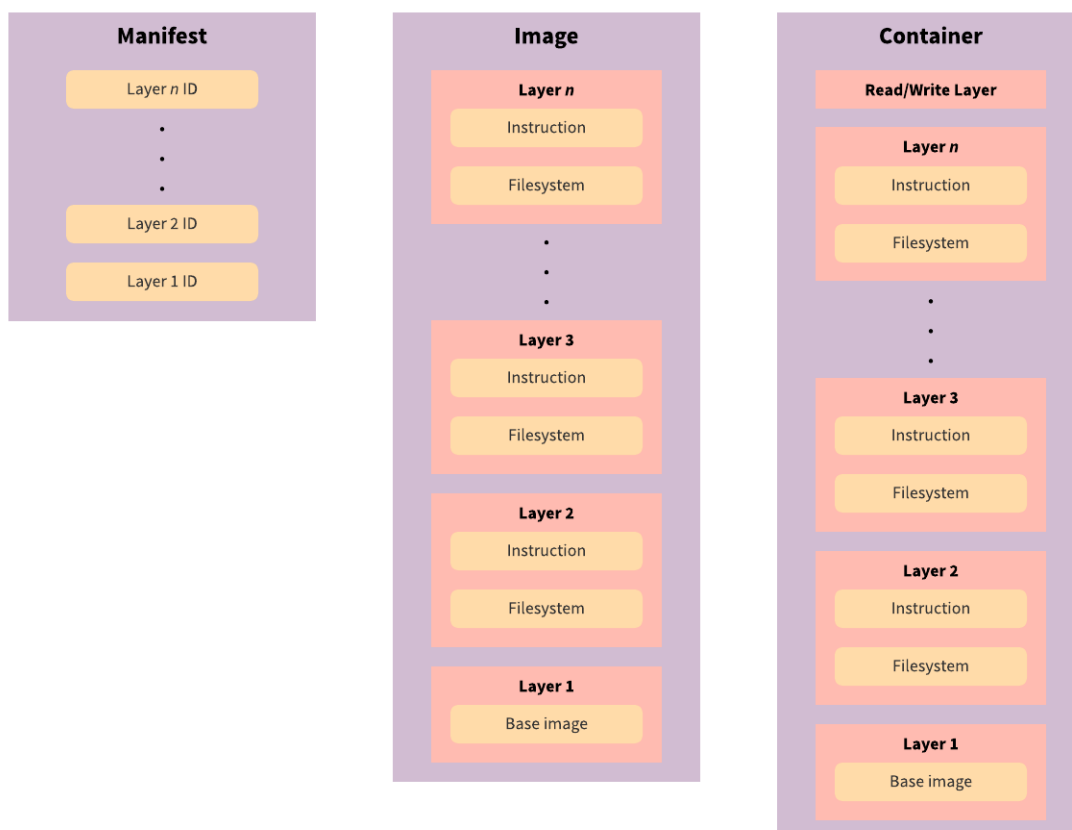 Manifest
Layer n ID
Layer 2 ID
Layer 1 ID
Image
Layer n
Instruction
Filesystem
Layer 3
Instruction
Filesystem
Layer 2
Instruction
Filesystem
Layer 1
Base image
Container
Read/Write Layer
Layer n
Instruction
Filesystem
Layer 3
Instruction
Filesystem
Layer 2
Instruction
Filesystem
Layer 1
Base image